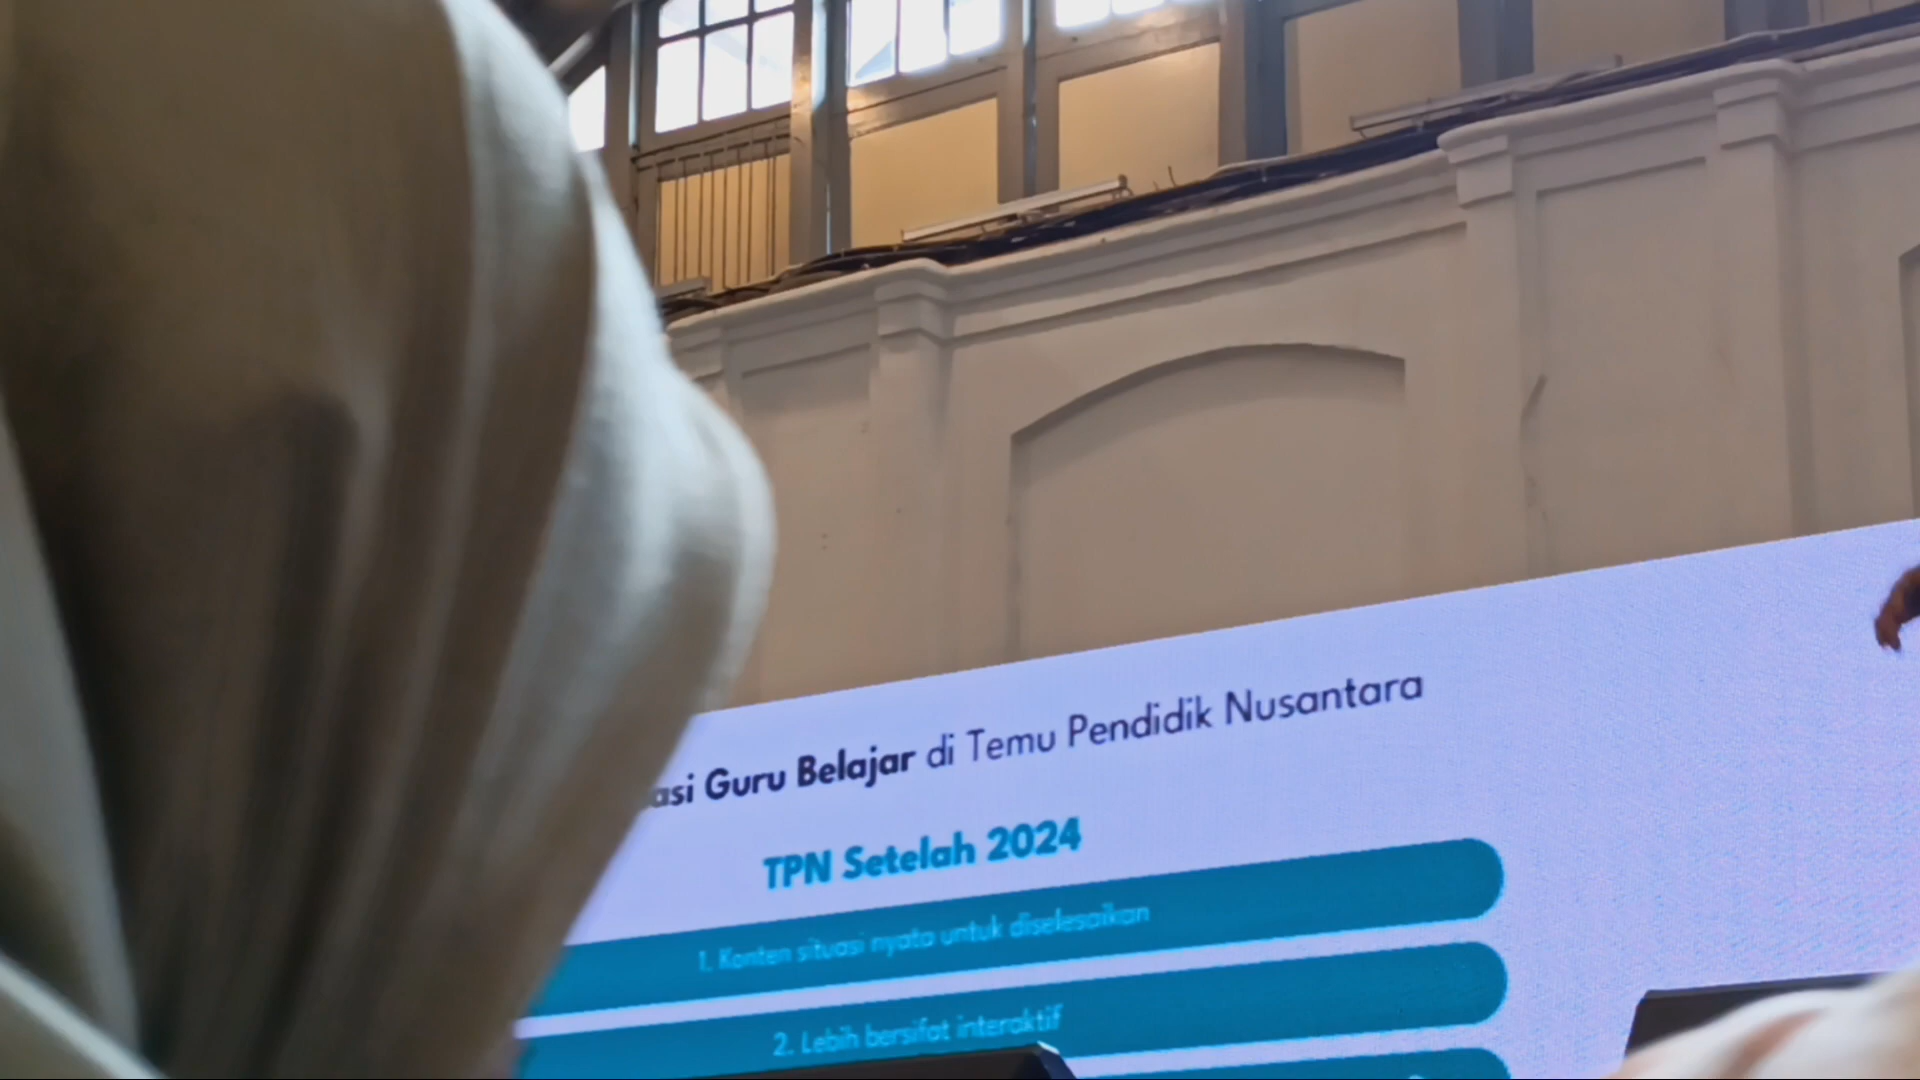 asi Guru Belajar di Temu Pendidik Nusantara
TPN Setelah 2024
1. Konten situasi nyata untuk diselesaikan
2. Lebih bersifat interaktif